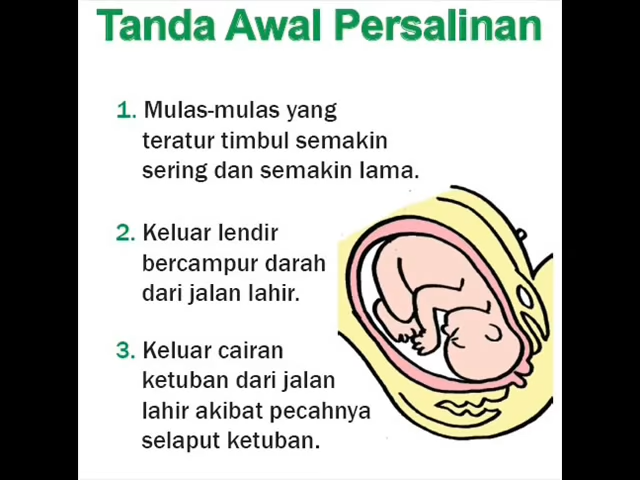 Tanda Awal Persalinan
1. Mulas-mulas yang
teratur timbul semakin
sering dan semakin lama.
2. Keluar lendir
bercampur darah
dari jalan lahir.
3. Keluar cairan
ketuban dari jalan
lahir akibat pecahnya
selaput ketuban.